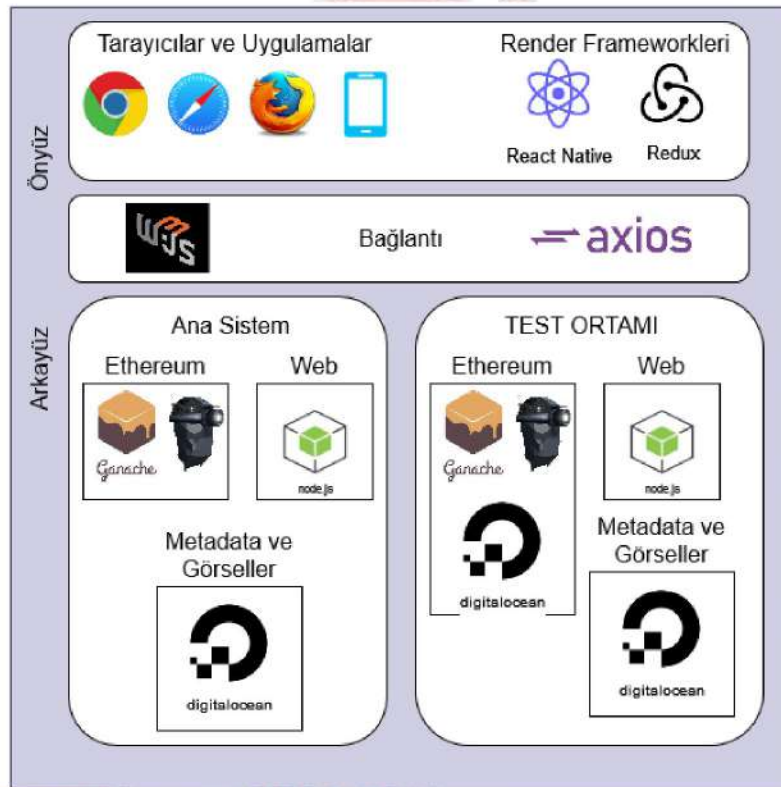 Tarayıcılar ve Uygulamalar
Render Frameworkleri
React Native
Redux
Önyüz
W3JS
Bağlantı
axios
Arkayüz
Ana Sistem
Ethereum
Web
Ganache
node.js
Metadata ve
Görseller
digitalocean
TEST ORTAMI
Ethereum
Web
Ganache
node.js
digitalocean
Metadata ve
Görseller
digitalocean